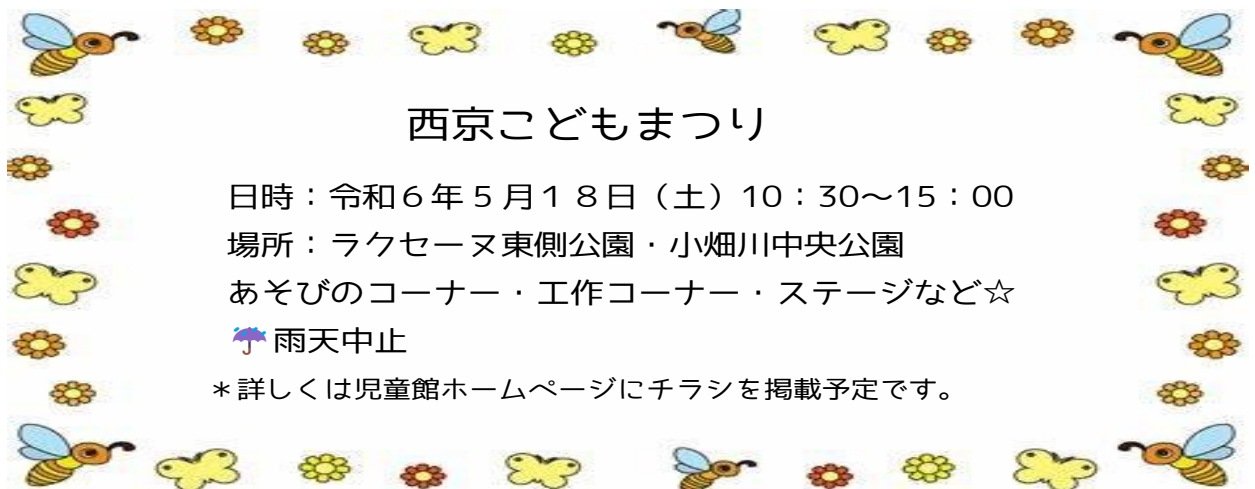 西京こどもまつり
日時：令和６年５月１８日（土）10：30～15：00
場所：ラクセーヌ東側公園・小畑川中央公園
あそびのコーナー・工作コーナー・ステージなど☆
☔雨天中止
＊詳しくは児童館ホームページにチラシを掲載予定です。